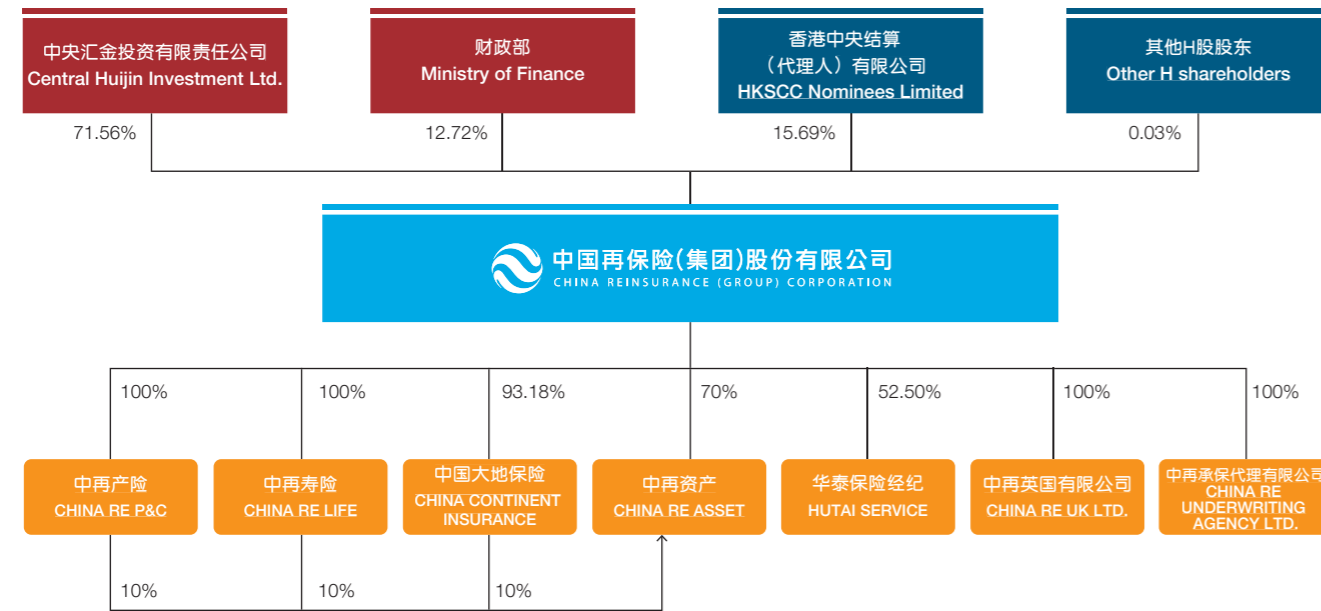 中央汇金投资有限责任公司
Central Huijin Investment Ltd.
财政部
Ministry of Finance
香港中央结算
（代理人）有限公司
HKSCC Nominees Limited
其他H股股东
Other H shareholders
71.56%
12.72%
15.69%
0.03%
中国再保险(集团)股份有限公司
CHINA REINSURANCE (GROUP) CORPORATION
100%
100%
93.18%
70%
52.50%
100%
100%
中再产险
CHINA RE P&C
中再寿险
CHINA RE LIFE
中国大地保险
CHINA CONTINENT
INSURANCE
中再资产
CHINA RE ASSET
华泰保险经纪
HUTAI SERVICE
中再英国有限公司
CHINA RE UK LTD.
中再承保代理有限公司
CHINA RE
UNDERWRITING
AGENCY LTD.
10%
10%
10%